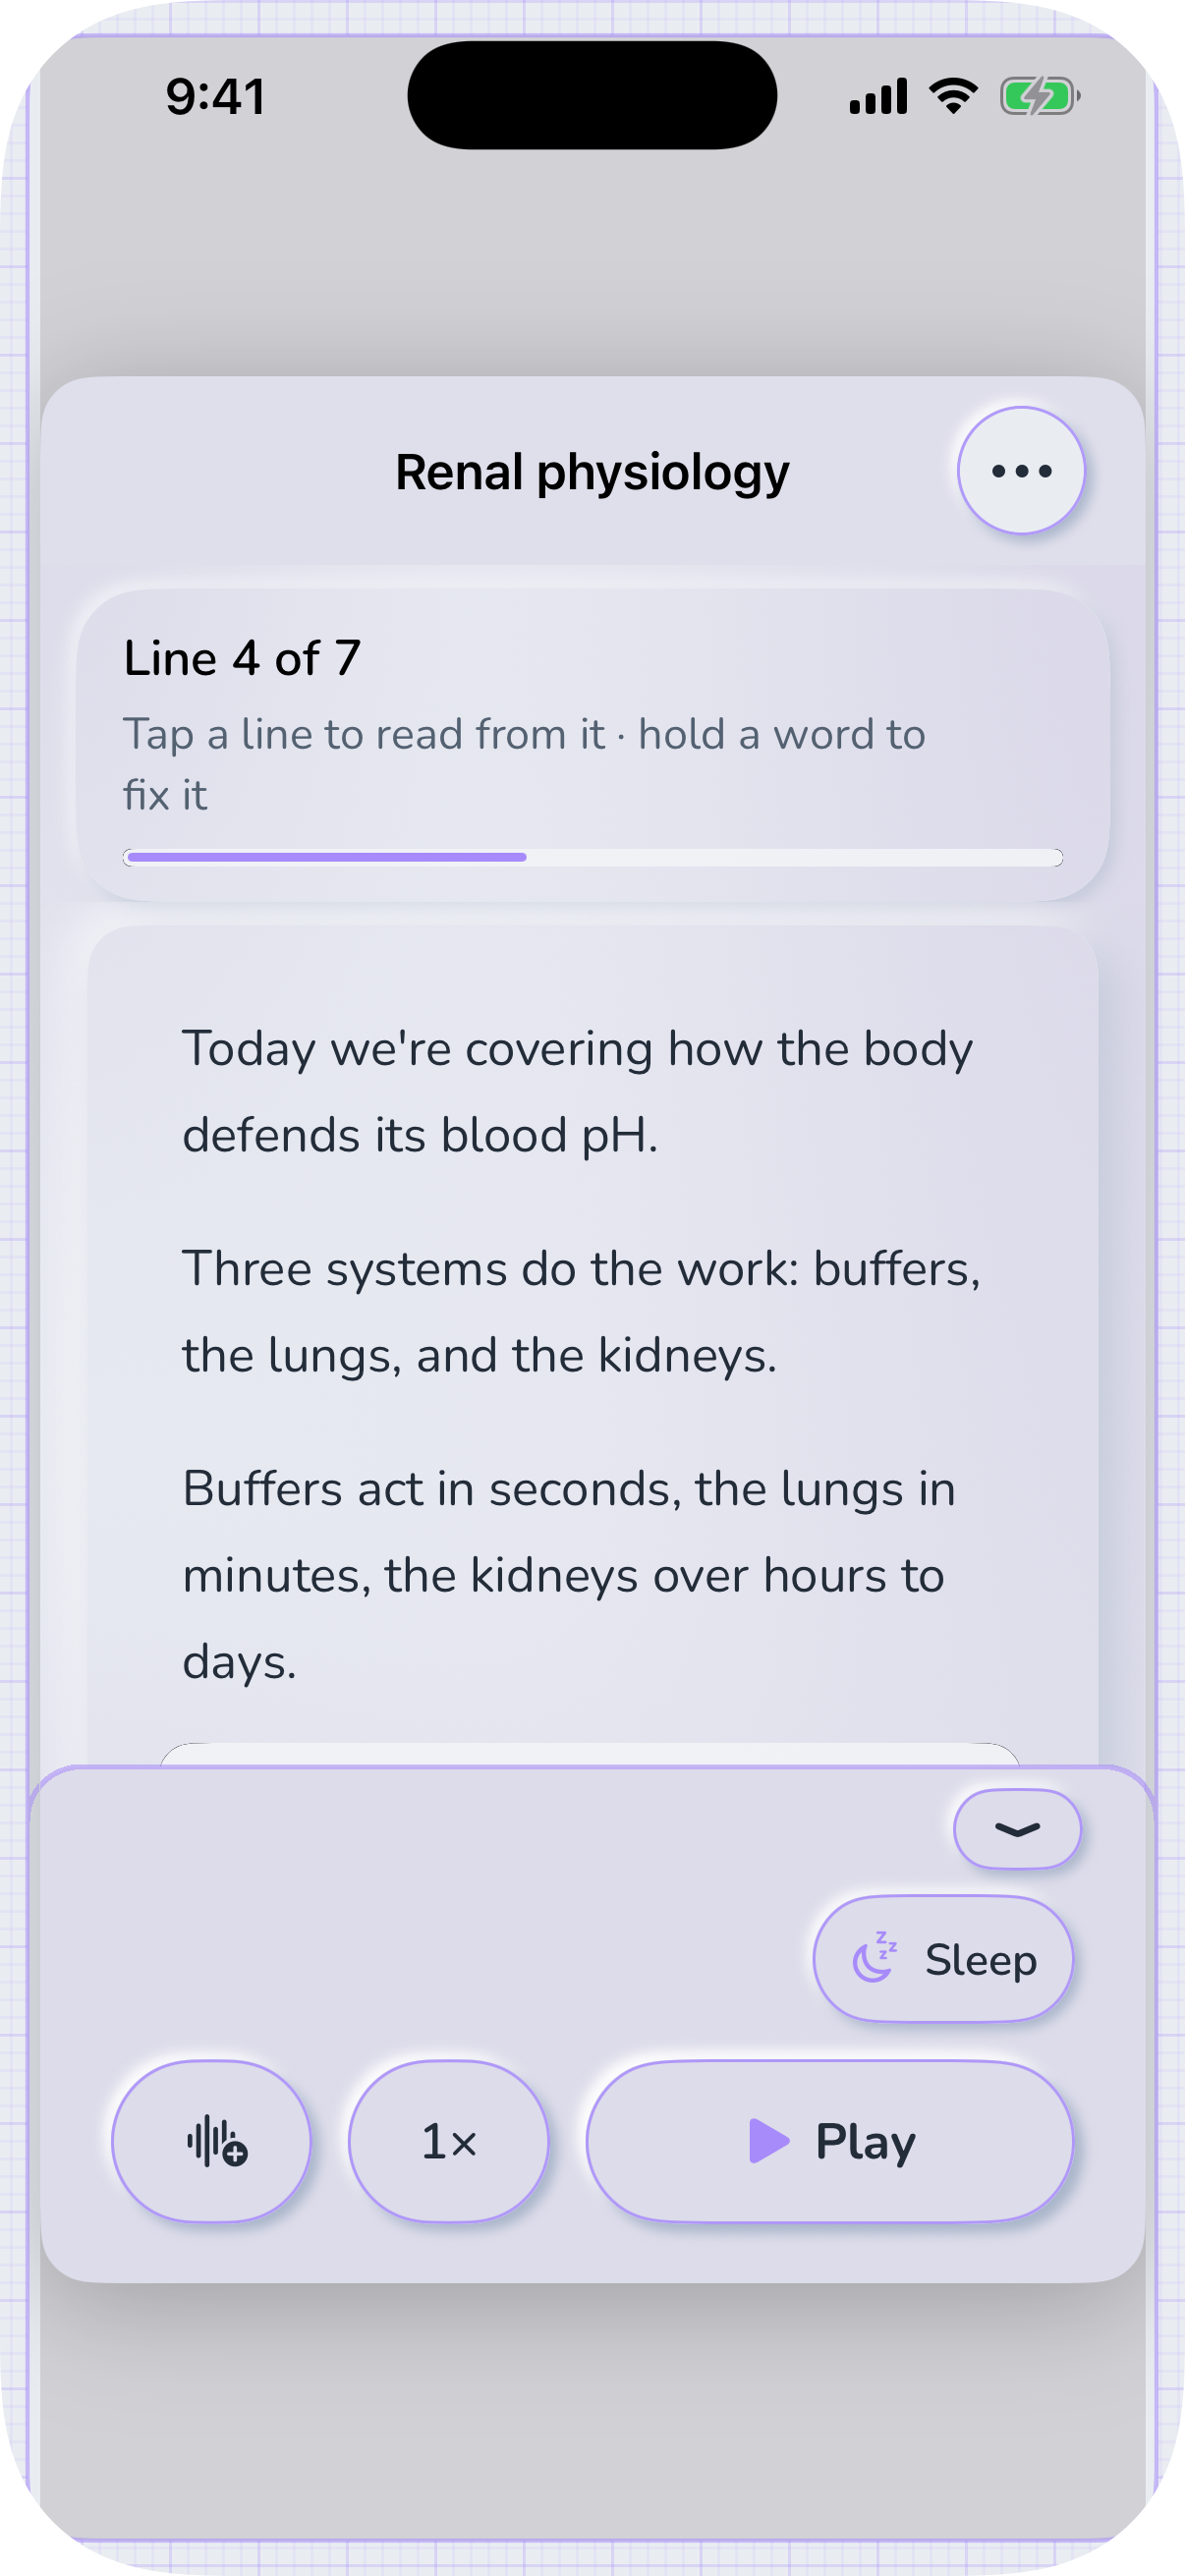 9:41
Renal physiology
Line 4 of 7
Tap a line to read from it · hold a word to
fix it
Today we're covering how the body
defends its blood pH.
Three systems do the work: buffers,
the lungs, and the kidneys.
Buffers act in seconds, the lungs in
minutes, the kidneys over hours to
days.
Sleep
1×
Play